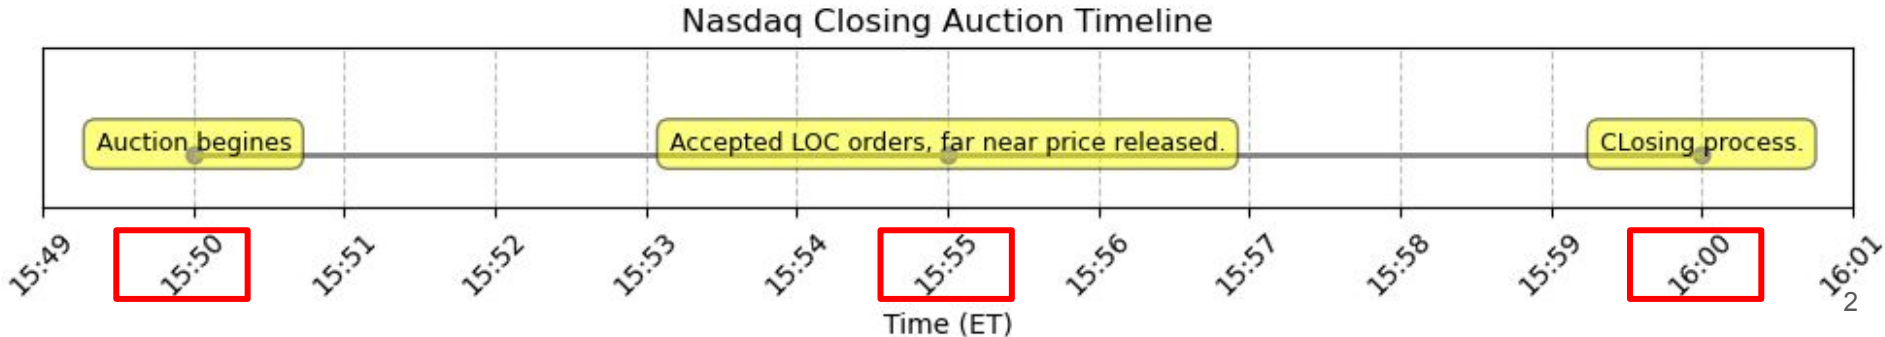 Nasdaq Closing Auction Timeline
Auction begines
Accepted LOC orders, far near price released.
CLosing process.
15:49
15:50
15:51
15:52
15:53
15:54
15:55
15:56
15:57
15:58
15:59
16:00
16:01
Time (ET)
2